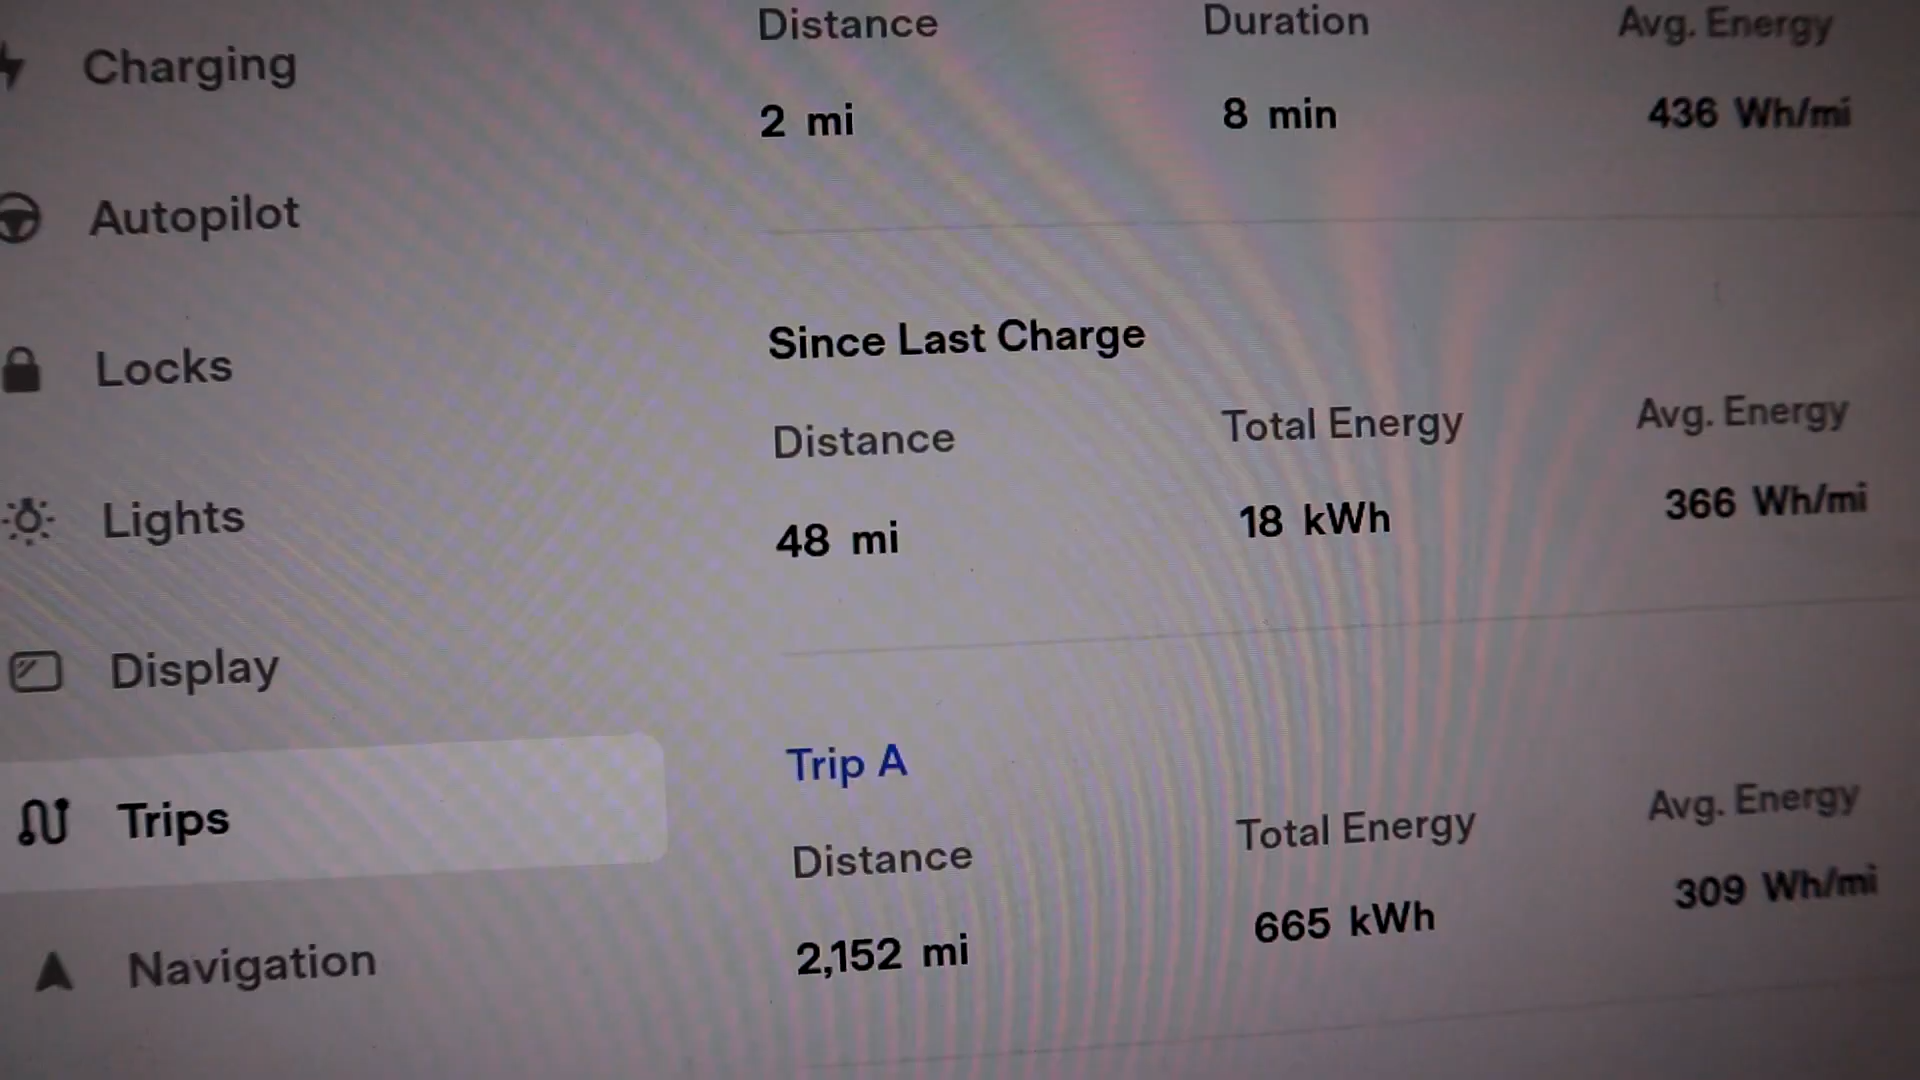 Charging
Autopilot
Locks
Lights
Display
Trips
Navigation
Distance Duration Avg. Energy
2 mi 8 min 436 Wh/mi
Since Last Charge
Distance Total Energy Avg. Energy
48 mi 18 kWh 366 Wh/mi
Trip A
Distance Total Energy Avg. Energy
2,152 mi 665 kWh 309 Wh/mi